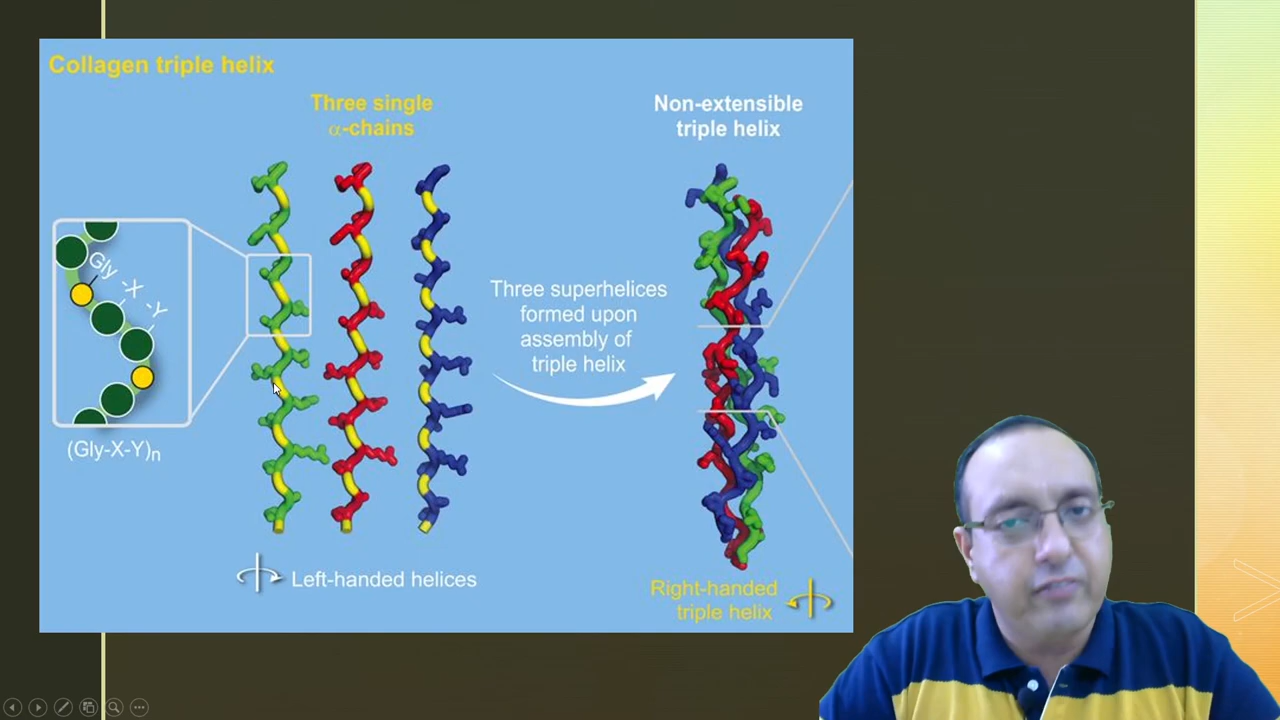 Collagen triple helix
Three single
α-chains
Non-extensible
triple helix
Gly -X -Y
(Gly-X-Y)n
Three superhelices
formed upon
assembly of
triple helix
Left-handed helices
Right-handed
triple helix